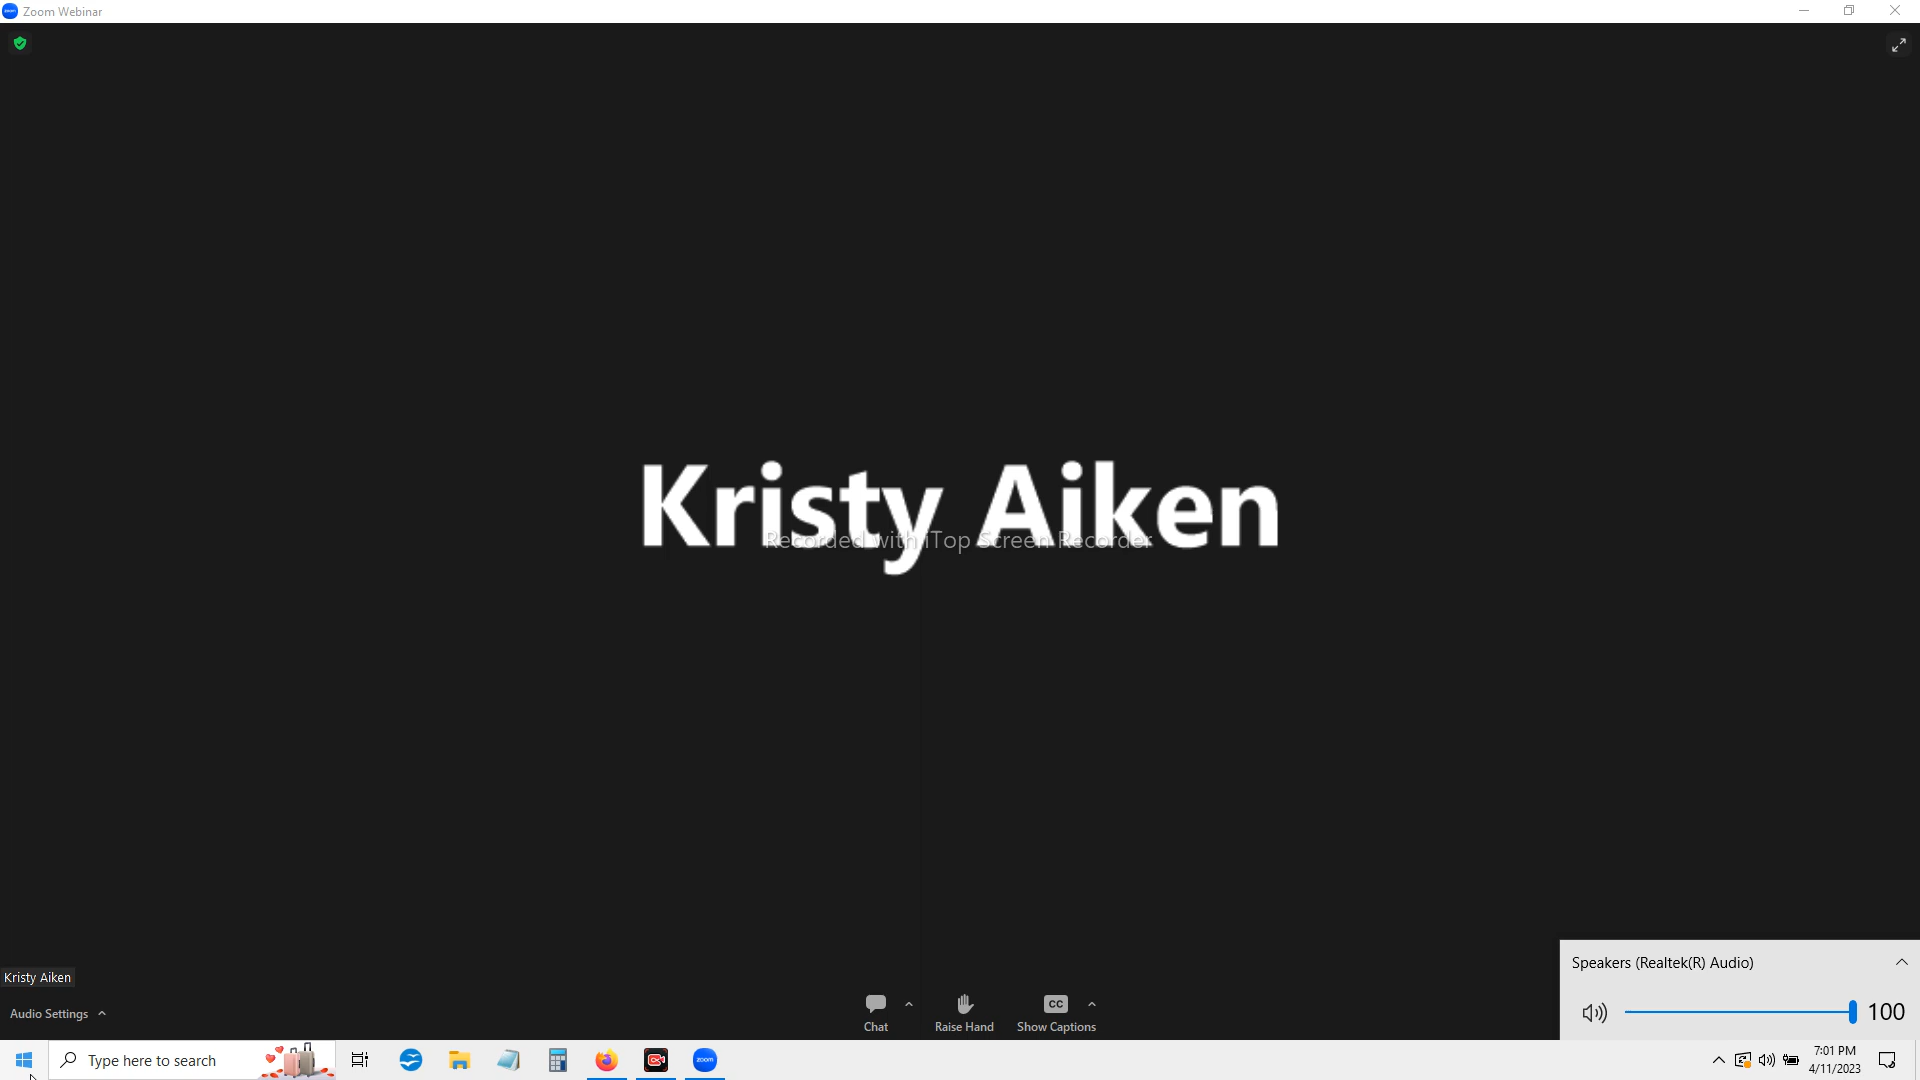 Zoom Webinar
Kristy Aiken
Recorded with iTop Screen Recorder
Kristy Aiken
Speakers (Realtek(R) Audio)
100
Audio Settings
Chat
Raise Hand
CC
Show Captions
Type here to search
zoom
7:01 PM
4/11/2023